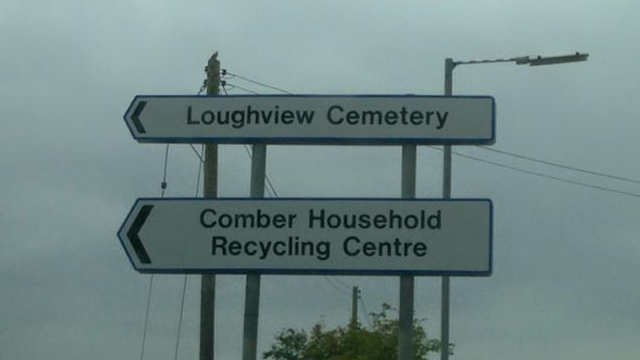 Loughview Cemetery
Comber Household
Recycling Centre